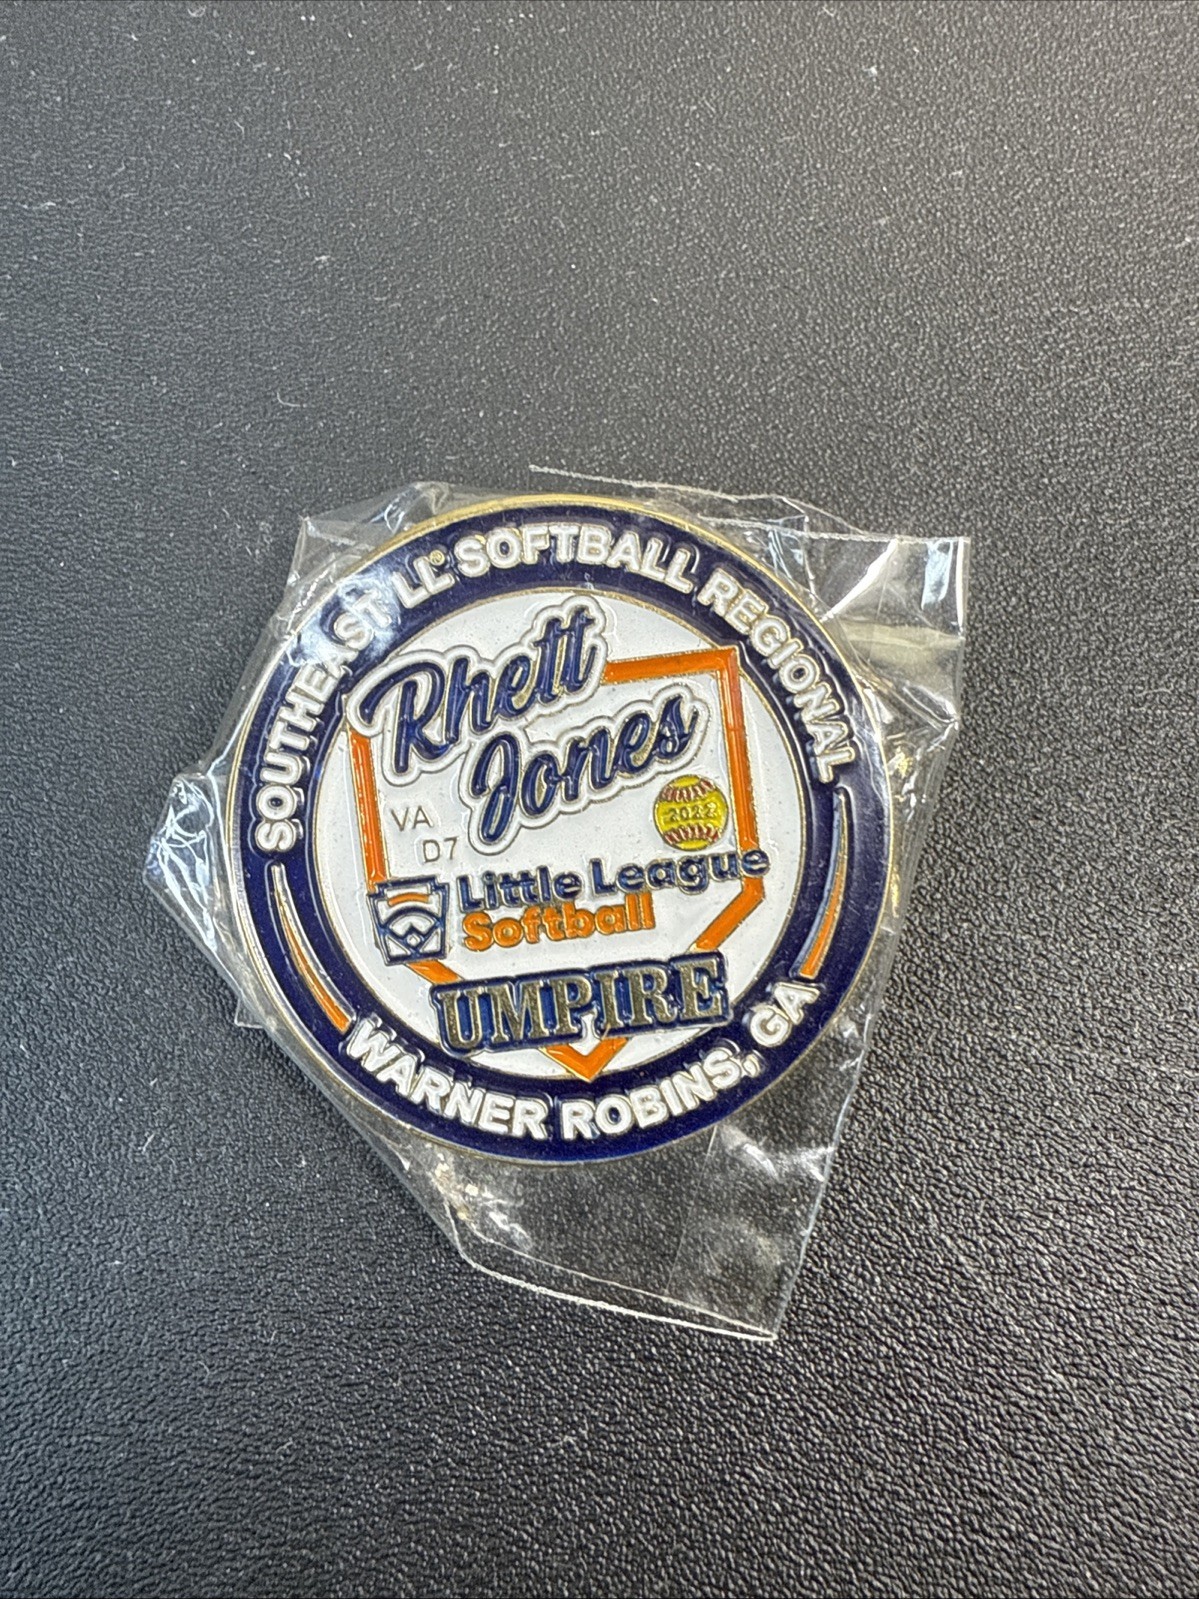 SOUTHEAST LL® SOFTBALL REGIONAL
Rhett
Jones
VA
D7
2022
Little League
Softball
UMPIRE
WARNER ROBINS, GA